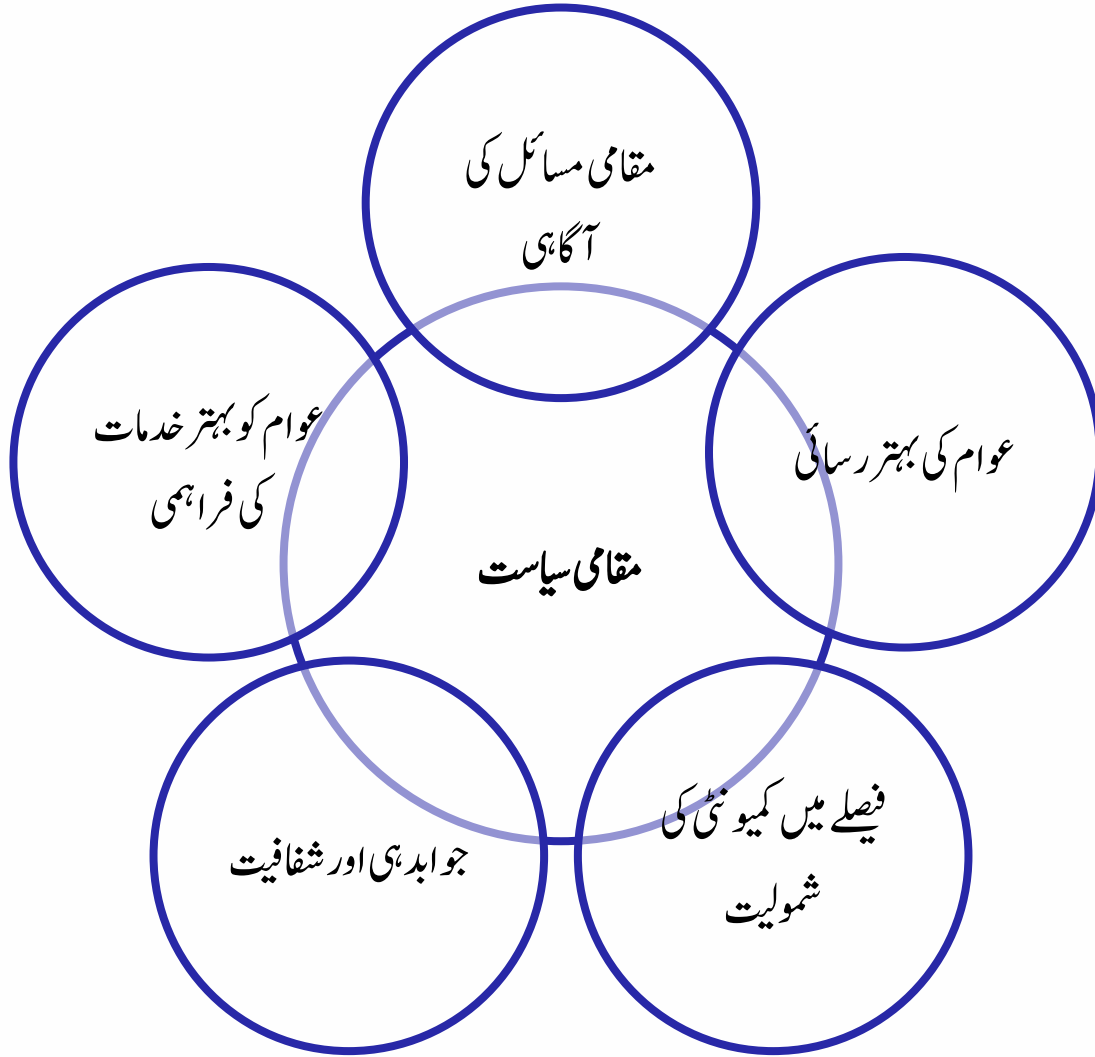 مقامی مسائل کی
آگاہی
عوام کی بہتر رسائی
عوام کو بہتر خدمات
کی فراہمی
مقامی سیاست
فیصلے میں کمیونٹی کی
شمولیت
جوابدہی اور شفافیت